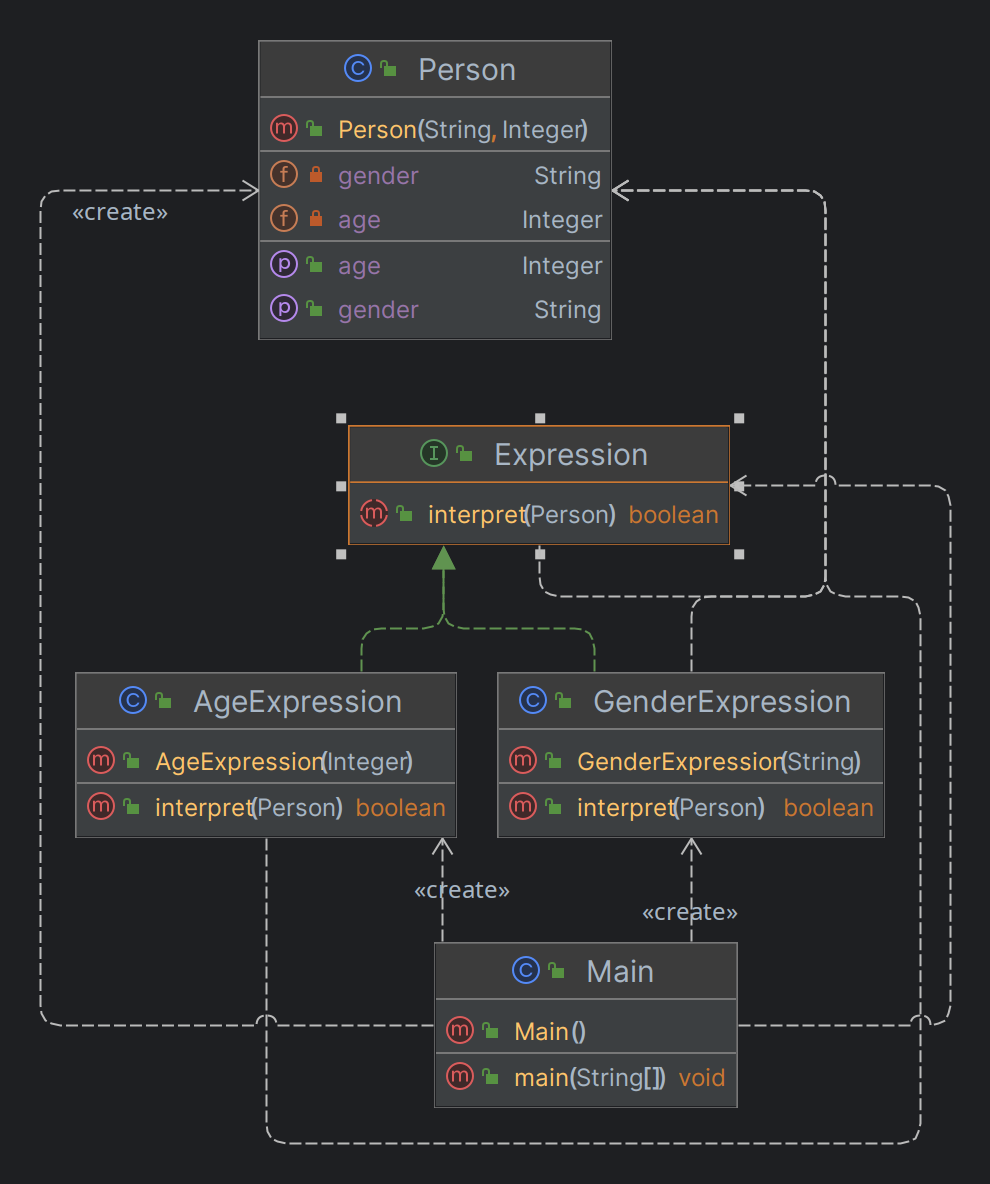 C Person
m Person(String, Integer)
f gender String
«create»
f age Integer
p age Integer
p gender String
I Expression
m interpret(Person) boolean
C AgeExpression
m AgeExpression(Integer)
m interpret(Person) boolean
C GenderExpression
m GenderExpression(String)
m interpret(Person) boolean
«create»
«create»
C Main
m Main()
m main(String[]) void